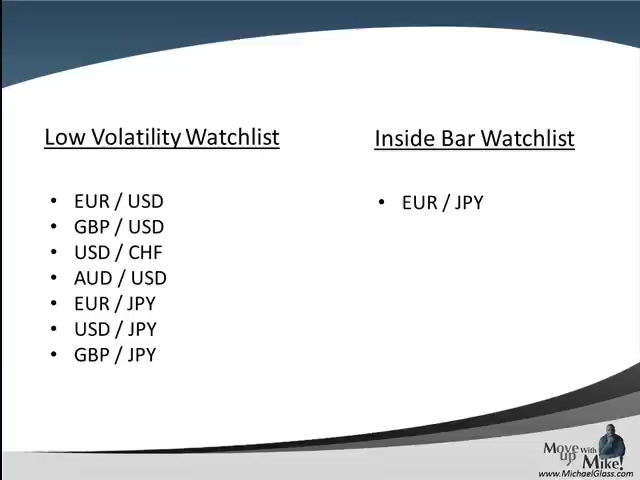 Low Volatility Watchlist
• EUR / USD
• GBP / USD
• USD / CHF
• AUD / USD
• EUR / JPY
• USD / JPY
• GBP / JPY
Inside Bar Watchlist
• EUR / JPY
Move up With Mike!
www.MichaelGlass.com